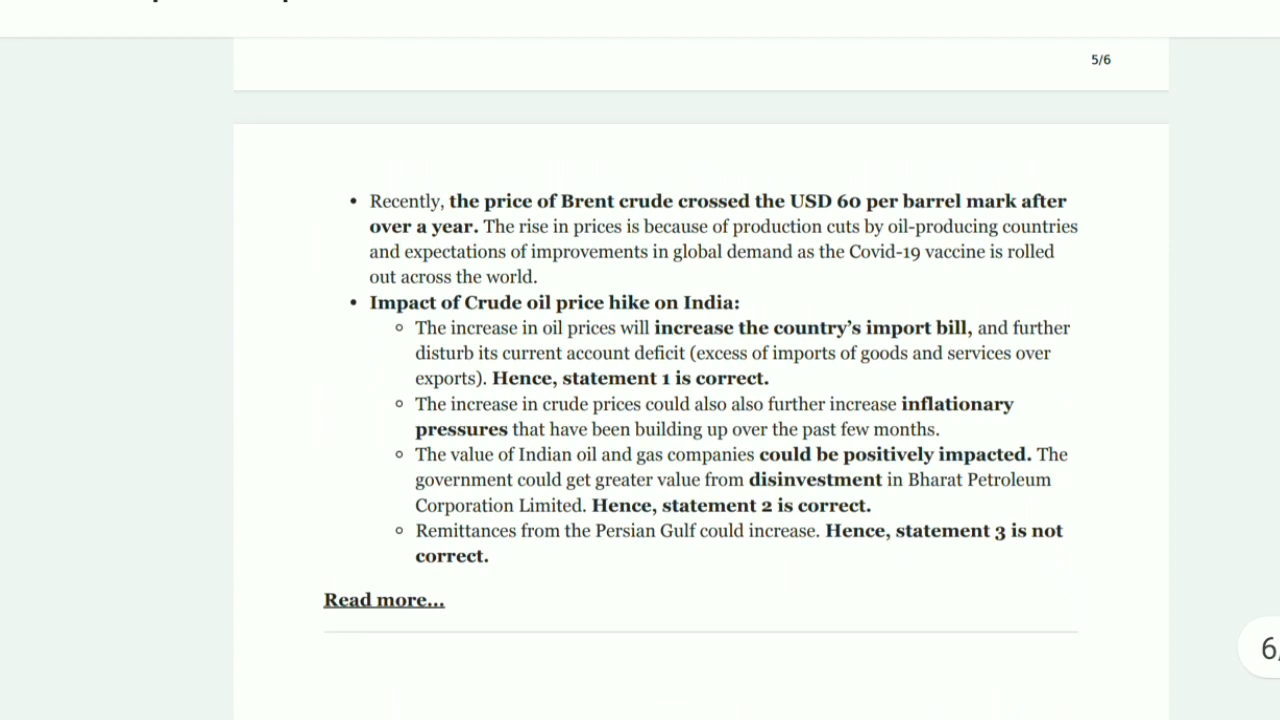 5/6
• Recently, the price of Brent crude crossed the USD 60 per barrel mark after
over a year. The rise in prices is because of production cuts by oil-producing countries
and expectations of improvements in global demand as the Covid-19 vaccine is rolled
out across the world.
• Impact of Crude oil price hike on India:
○ The increase in oil prices will increase the country's import bill, and further
disturb its current account deficit (excess of imports of goods and services over
exports). Hence, statement 1 is correct.
○ The increase in crude prices could also also further increase inflationary
pressures that have been building up over the past few months.
○ The value of Indian oil and gas companies could be positively impacted. The
government could get greater value from disinvestment in Bharat Petroleum
Corporation Limited. Hence, statement 2 is correct.
○ Remittances from the Persian Gulf could increase. Hence, statement 3 is not
correct.
Read more...
6/